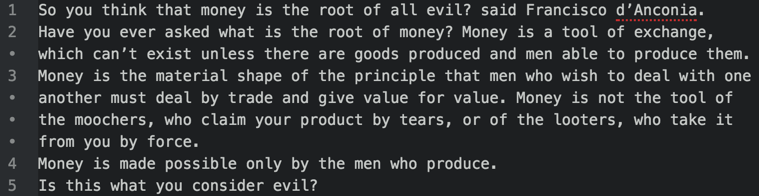 1 So you think that money is the root of all evil? said Francisco d’Anconia.
2 Have you ever asked what is the root of money? Money is a tool of exchange,
• which can’t exist unless there are goods produced and men able to produce them.
3 Money is the material shape of the principle that men who wish to deal with one
• another must deal by trade and give value for value. Money is not the tool of
• the moochers, who claim your product by tears, or of the looters, who take it
• from you by force.
4 Money is made possible only by the men who produce.
5 Is this what you consider evil?